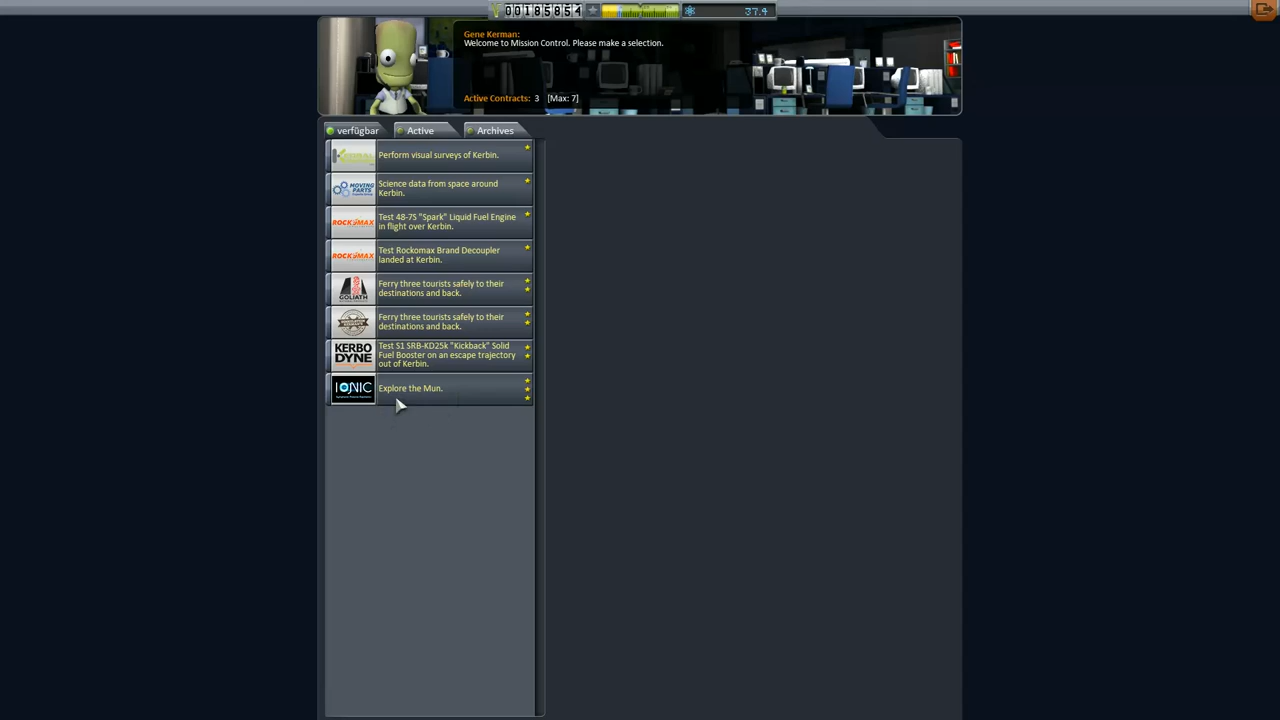 00185854
37.4
Gene Kerman:
Welcome to Mission Control. Please make a selection.
Active Contracts: 3 [Max: 7]
verfügbar
Active
Archives
Perform visual surveys of Kerbin.
MOVING
PARTS
Science data from space around
Kerbin.
ROCKOMAX
Test 48-7S "Spark" Liquid Fuel Engine
in flight over Kerbin.
ROCKOMAX
Test Rockomax Brand Decoupler
landed at Kerbin.
GOLIATH
Ferry three tourists safely to their
destinations and back.
Ferry three tourists safely to their
destinations and back.
KERBO
DYNE
Test S1 SRB-KD25k "Kickback" Solid
Fuel Booster on an escape trajectory
out of Kerbin.
IONIC
Explore the Mun.